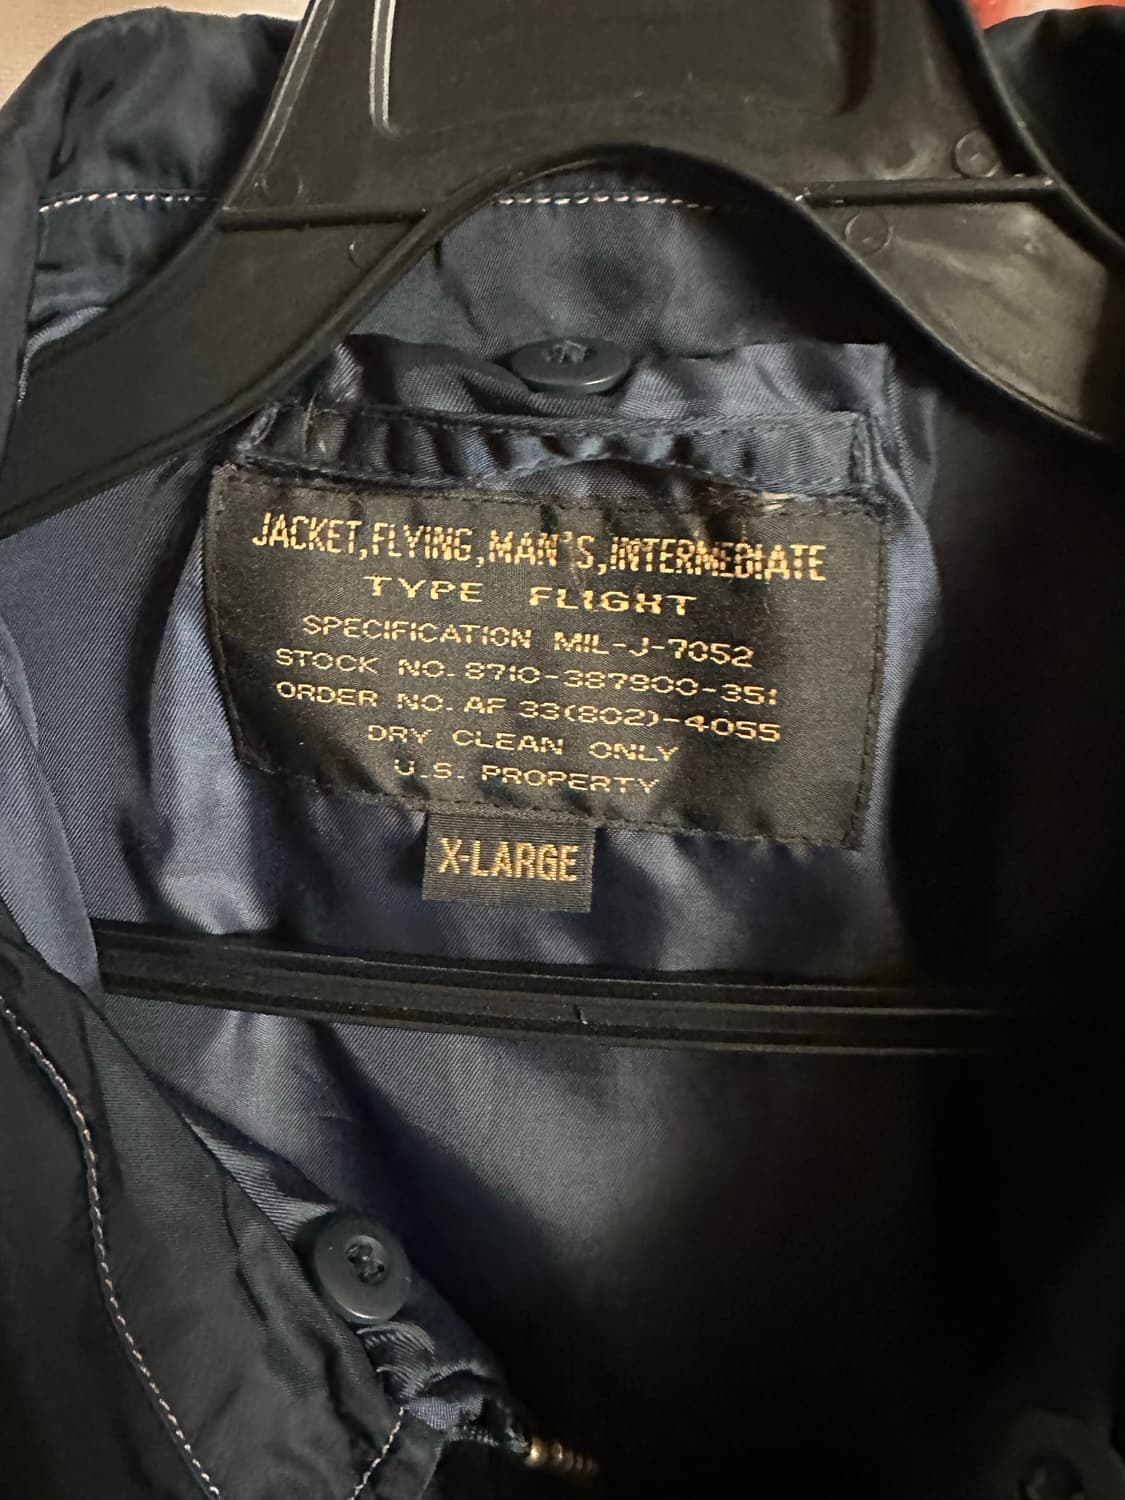 JACKET,FLYING,MAN'S,INTERMEDIATE
TYPE FLIGHT
SPECIFICATION MIL-J-7052
STOCK NO. 8710-387900-351
ORDER NO. AF 33(802)-4055
DRY CLEAN ONLY
U.S. PROPERTY
X-LARGE